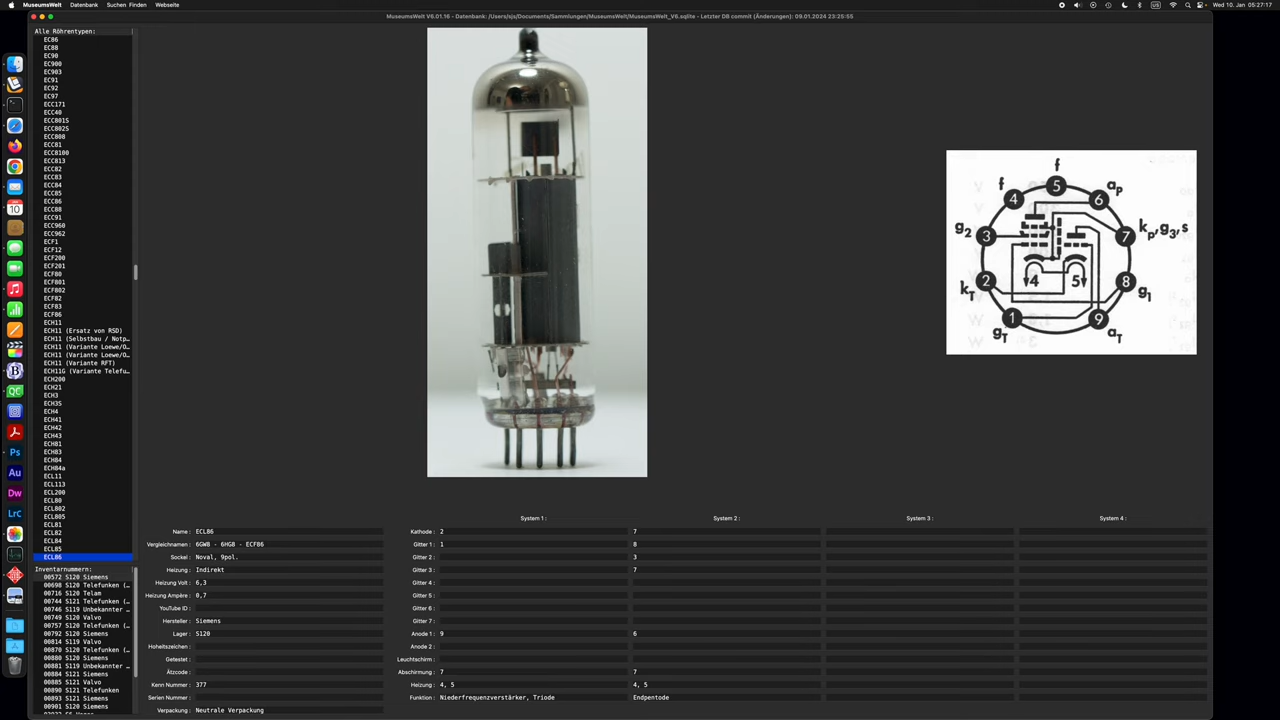 MuseumsWelt Datenbank Suchen Finden Webseite
Wed 10. Jan 05:27:17
MuseumsWelt V6.01.16 - Datenbank: /Users/sjs/Documents/Sammlungen/MuseumsWelt/MuseumsWelt_V6.sqlite - Letzter DB commit (Änderungen): 09.01.2024 23:25:55
Alle Röhrentypen:
EC86
EC88
EC90
EC900
EC903
EC91
EC92
EC97
ECC171
ECC40
ECC801S
ECC802S
ECC808
ECC81
ECC8100
ECC813
ECC82
ECC83
ECC84
ECC85
ECC86
ECC88
ECC91
ECC960
ECC962
ECF1
ECF12
ECF200
ECF201
ECF80
ECF801
ECF802
ECF82
ECF83
ECF86
ECH11
ECH11 (Ersatz von RSD)
ECH11 (Selbstbau / Notp…
ECH11 (Variante Loewe/O…
ECH11 (Variante Loewe/O…
ECH11 (Variante RFT)
ECH11G (Variante Telefu…
ECH200
ECH21
ECH3
ECH35
ECH4
ECH41
ECH42
ECH43
ECH81
ECH83
ECH84
ECH84a
ECL11
ECL113
ECL200
ECL80
ECL802
ECL805
ECL81
ECL82
ECL84
ECL85
ECL86
Inventarnummern:
00572 S120 Siemens
00698 S120 Telefunken (…
00716 S120 Telam
00744 S121 Telefunken (…
00746 S119 Unbekannter …
00749 S120 Valvo
00757 S120 Telefunken (…
00792 S120 Siemens
00814 S119 Valvo
00820 S120 Telefunken (…
00880 S120 Siemens
00881 S119 Unbekannter …
00884 S121 Siemens
00885 S121 Valvo
00890 S121 Telefunken
00893 S121 Siemens
00901 S120 Siemens
f
f 5 aP
4 6
g2 3 7 kP,g3,s
kT 2 4 5 8 g1
1 9
gT aT
System 1 : System 2 : System 3 : System 4 :
Name : ECL86 Kathode : 2 7
Vergleichnamen : 6GW8 - 6HG8 - ECF86 Gitter 1 : 1 8
Sockel : Noval, 9pol. Gitter 2 : 3
Heizung : Indirekt Gitter 3 : 7
Heizung Volt : 6,3 Gitter 4 :
Heizung Ampère : 0,7 Gitter 5 :
YouTube ID : Gitter 6 :
Hersteller : Siemens Gitter 7 :
Lager : S120 Anode 1 : 9 6
Hoheitszeichen : Anode 2 :
Getestet : Leuchtschirm :
Ätzcode : Abschirmung : 7 7
Kenn Nummer : 377 Heizung : 4, 5 4, 5
Serien Nummer : Funktion : Niederfrequenzverstärker, Triode Endpentode
Verpackung : Neutrale Verpackung